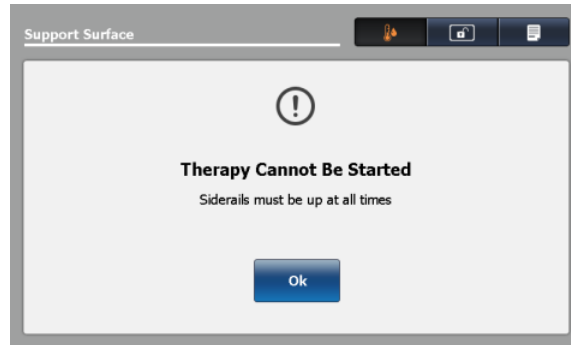 Support Surface
Therapy Cannot Be Started
Siderails must be up at all times
Ok